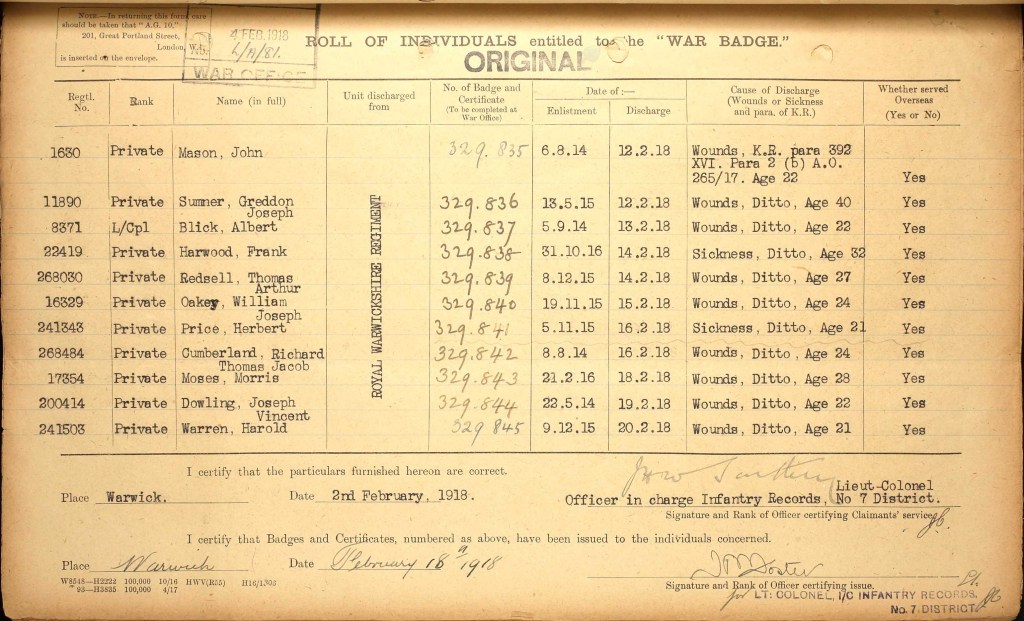 NOTE.—In returning this form, care
should be taken that "A.G. 10,"
201, Great Portland Street,
London, W.1.
is inserted on the envelope.
4 FEB. 1918
WAR OFFICE
ROLL OF INDIVIDUALS entitled to the "WAR BADGE."
ORIGINAL
Regtl. No. Rank Name (in full) Unit discharged from No. of Badge and Certificate (To be completed at War Office) Date of:— Enlistment Discharge Cause of Discharge (Wounds or Sickness and para. of K.R.) Whether served Overseas (Yes or No)
1630 Private Mason, John 329.835 6.8.14 12.2.18 Wounds, K.R. para 392
XVI. Para 2 (b) A.O.
265/17. Age 22 Yes
ROYAL WARWICKSHIRE REGIMENT
11890 Private Sumner, Greddon 329.836 13.5.15 12.2.18 Wounds, Ditto, Age 40 Yes
Joseph
8371 L/Cpl Blick, Albert 329.837 5.9.14 13.2.18 Wounds, Ditto, Age 22 Yes
22419 Private Harwood, Frank 329.838 31.10.16 14.2.18 Sickness, Ditto, Age 32 Yes
268030 Private Redsell, Thomas 329.839 8.12.15 14.2.18 Wounds, Ditto, Age 27 Yes
Arthur
16329 Private Oakey, William 329.840 19.11.15 15.2.18 Wounds, Ditto, Age 24 Yes
Joseph
241343 Private Price, Herbert 329.841 5.11.15 16.2.18 Sickness, Ditto, Age 21 Yes
268484 Private Cumberland, Richard 329.842 8.8.14 16.2.18 Wounds, Ditto, Age 24 Yes
Thomas Jacob
17354 Private Moses, Morris 329.843 21.2.16 18.2.18 Wounds, Ditto, Age 28 Yes
200414 Private Dowling, Joseph 329.844 22.5.14 19.2.18 Wounds, Ditto, Age 22 Yes
Vincent
241503 Private Warren, Harold 329 845 9.12.15 20.2.18 Wounds, Ditto, Age 21 Yes
I certify that the particulars furnished hereon are correct.
Lieut-Colonel
Place Warwick. Date 2nd February, 1918. Officer in charge Infantry Records, No 7 District.
Signature and Rank of Officer certifying Claimants' service.
I certify that Badges and Certificates, numbered as above, have been issued to the individuals concerned.
Place Warwick Date February 18th 1918
W8548—H2222 100,000 10/16 HWV(R55) H16/1303
93—H3835 100,000 4/17
Signature and Rank of Officer certifying issue.
for LT: COLONEL, I/C INFANTRY RECORDS,
No. 7 DISTRICT